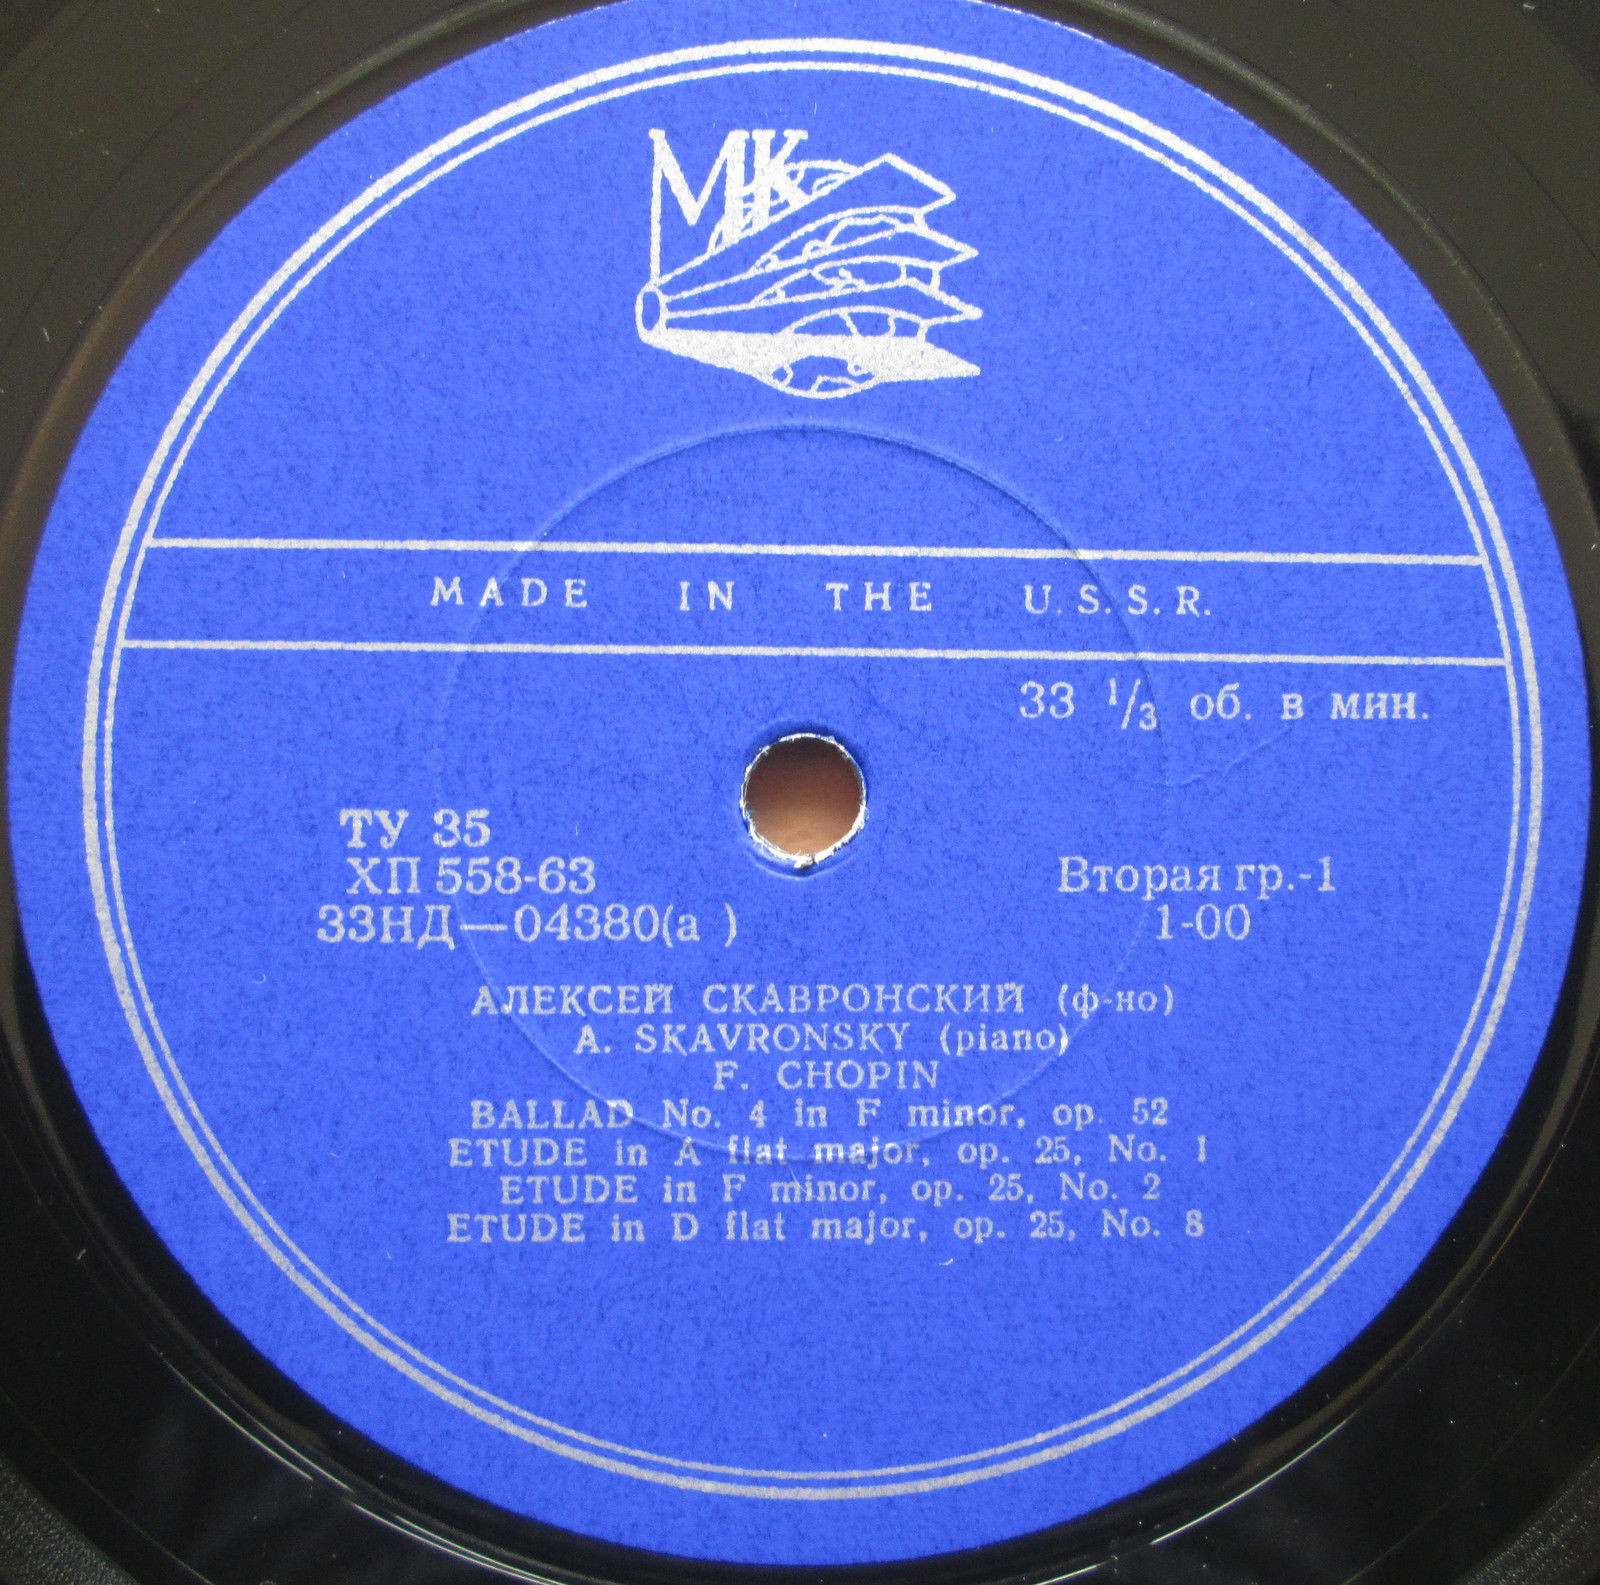 МК
MADE IN THE U.S.S.R.
33 1/3 об. в мин.
ТУ 35
ХП 558-63
33НД—04380(а )
Вторая гр.-1
1-00
АЛЕКСЕЙ СКАВРОНСКИЙ (ф-но)
A. SKAVRONSKY (piano)
F. CHOPIN
BALLAD No. 4 in F minor, op. 52
ETUDE in A flat major, op. 25, No. 1
ETUDE in F minor, op. 25, No. 2
ETUDE in D flat major, op. 25, No. 8